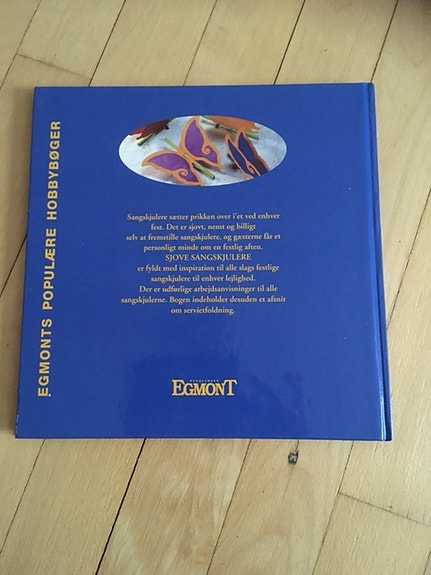 EGMONTS POPULÆRE HOBBYBØGER
Sangskjulere sætter prikken over i'et ved enhver
fest. Det er sjovt, nemt og billigt
selv at fremstille sangskjulere, og gæsterne får et
personligt minde om en festlig aften.
SJOVE SANGSKJULERE
er fyldt med inspiration til alle slags festlige
sangskjulere til enhver lejlighed.
Der er udførlige arbejdsanvisninger til alle
sangskjulerne. Bogen indeholder desuden et afsnit
om servietfoldning.
EGMONT